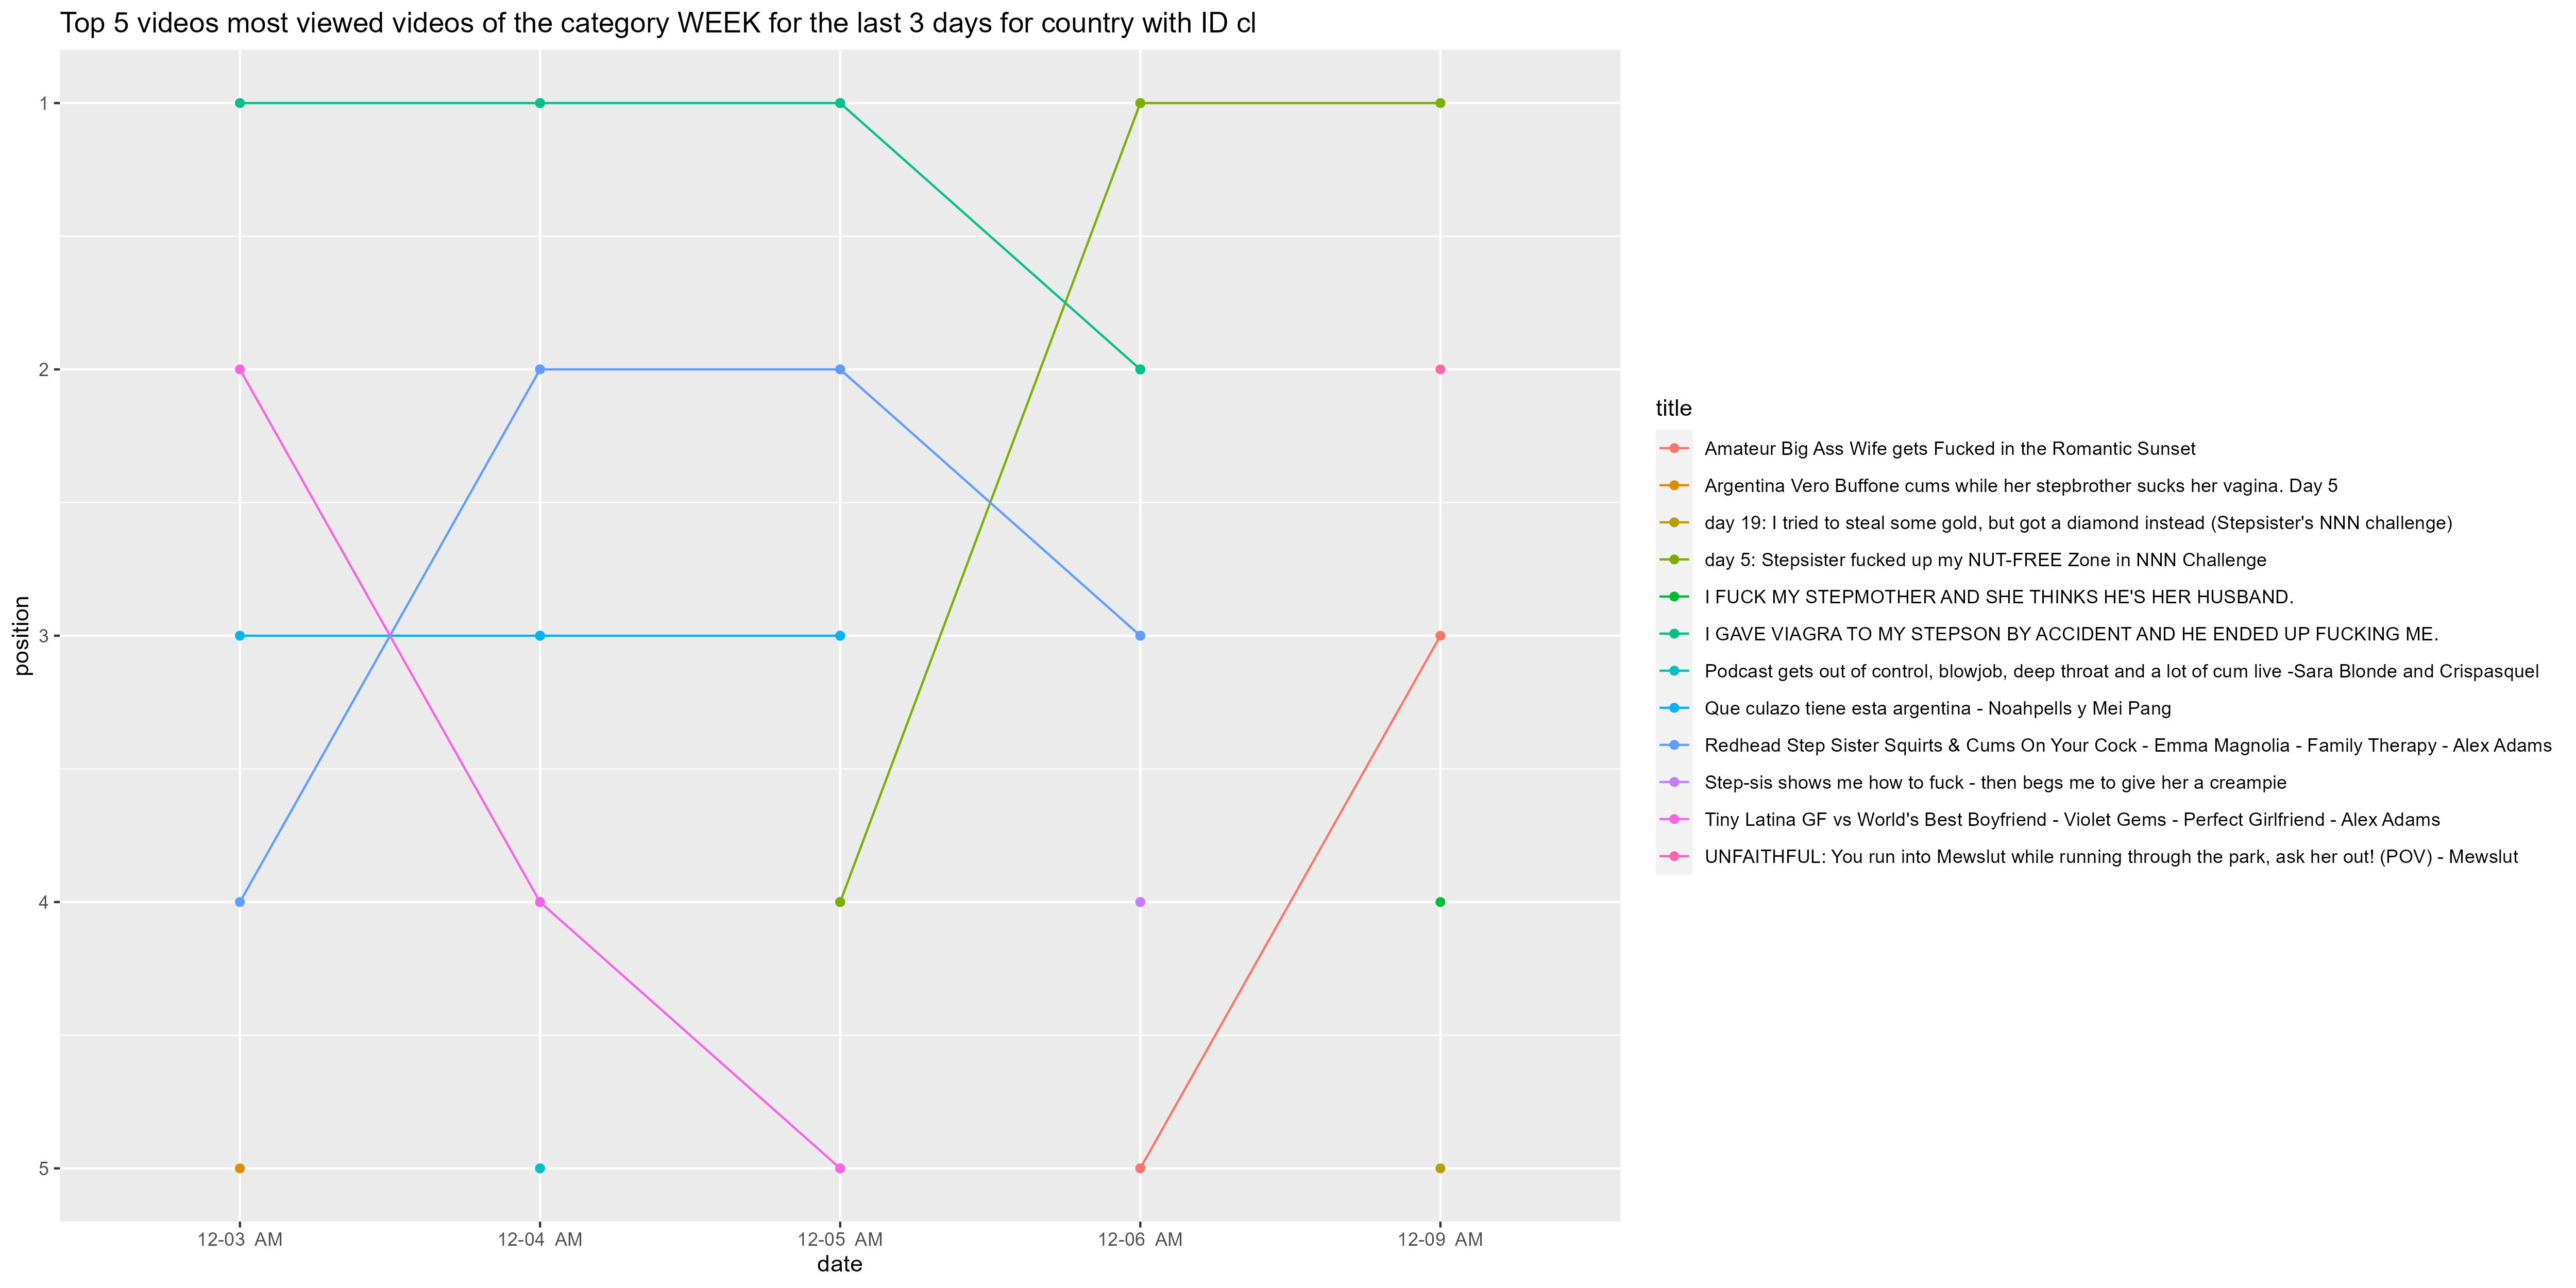 Top 5 videos most viewed videos of the category WEEK for the last 3 days for country with ID cl
position
1
2
3
4
5
12-03 AM
12-04 AM
12-05 AM
12-06 AM
12-09 AM
date
title
Amateur Big Ass Wife gets Fucked in the Romantic Sunset
Argentina Vero Buffone cums while her stepbrother sucks her vagina. Day 5
day 19: I tried to steal some gold, but got a diamond instead (Stepsister's NNN challenge)
day 5: Stepsister fucked up my NUT-FREE Zone in NNN Challenge
I FUCK MY STEPMOTHER AND SHE THINKS HE'S HER HUSBAND.
I GAVE VIAGRA TO MY STEPSON BY ACCIDENT AND HE ENDED UP FUCKING ME.
Podcast gets out of control, blowjob, deep throat and a lot of cum live -Sara Blonde and Crispasquel
Que culazo tiene esta argentina - Noahpells y Mei Pang
Redhead Step Sister Squirts & Cums On Your Cock - Emma Magnolia - Family Therapy - Alex Adams
Step-sis shows me how to fuck - then begs me to give her a creampie
Tiny Latina GF vs World's Best Boyfriend - Violet Gems - Perfect Girlfriend - Alex Adams
UNFAITHFUL: You run into Mewslut while running through the park, ask her out! (POV) - Mewslut